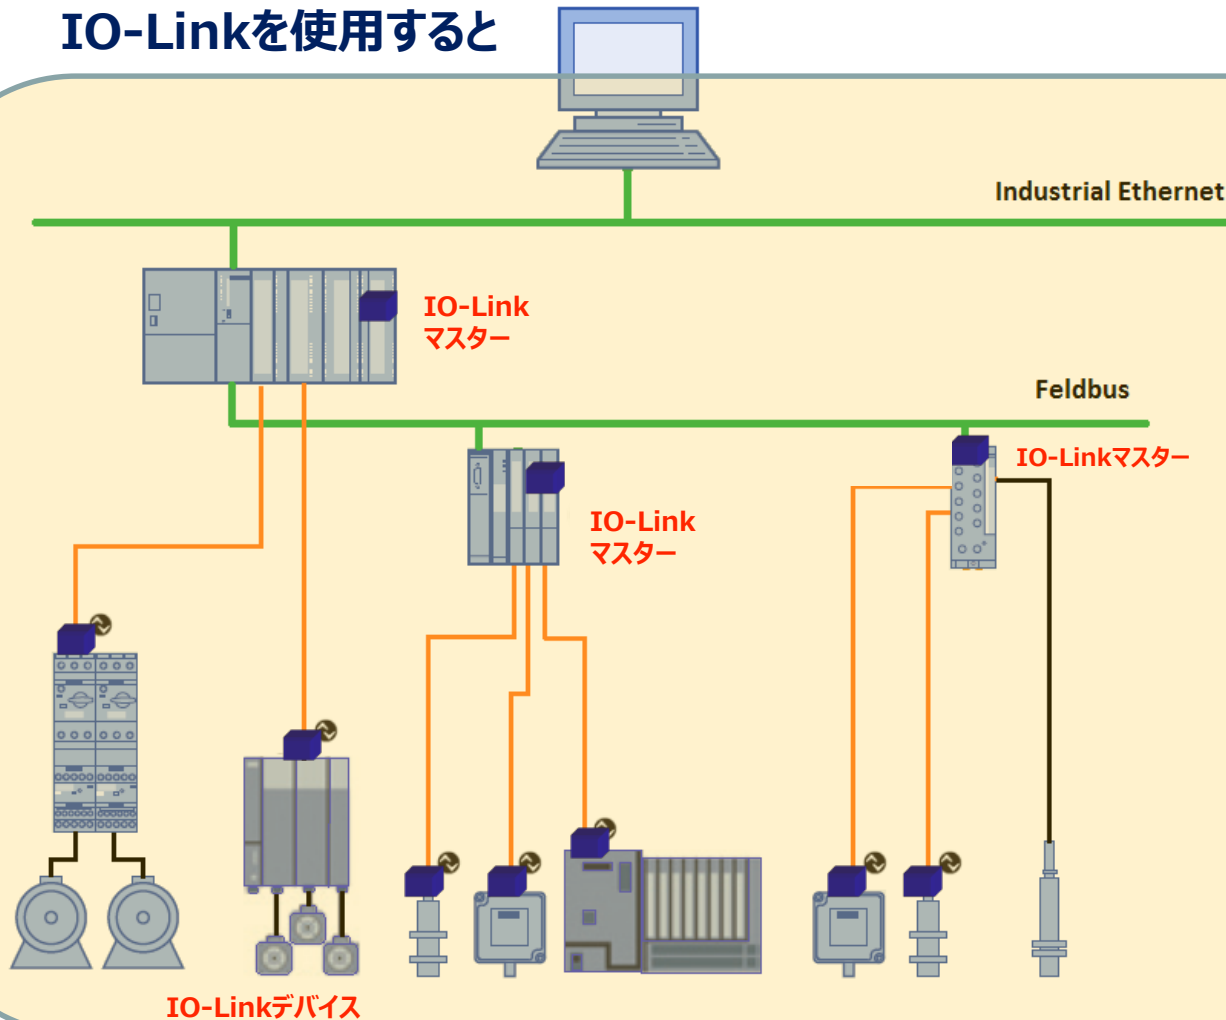 IO-Linkを使用すると
Industrial Ethernet
IO-Link
マスター
Feldbus
IO-Linkマスター
IO-Link
マスター
IO-Linkデバイス